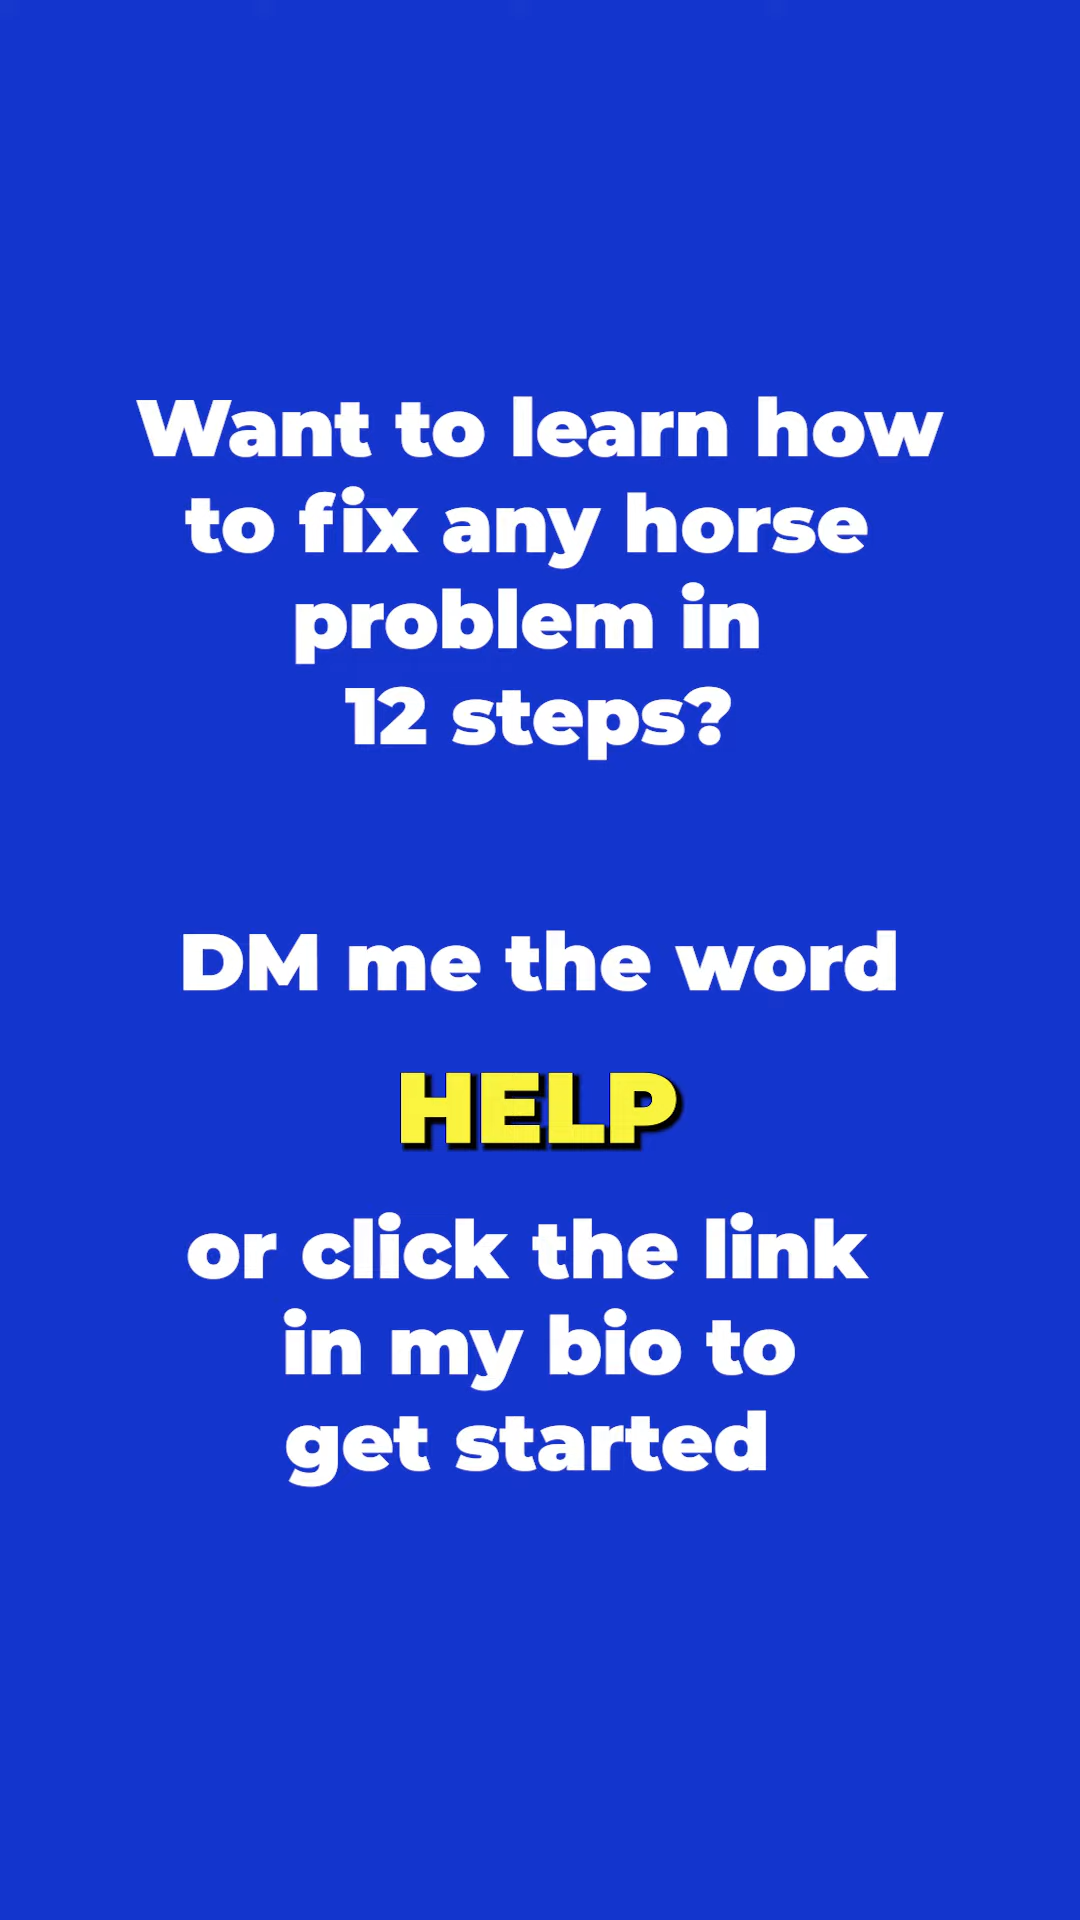 Want to learn how
to fix any horse
problem in
12 steps?
DM me the word
HELP
or click the link
in my bio to
get started